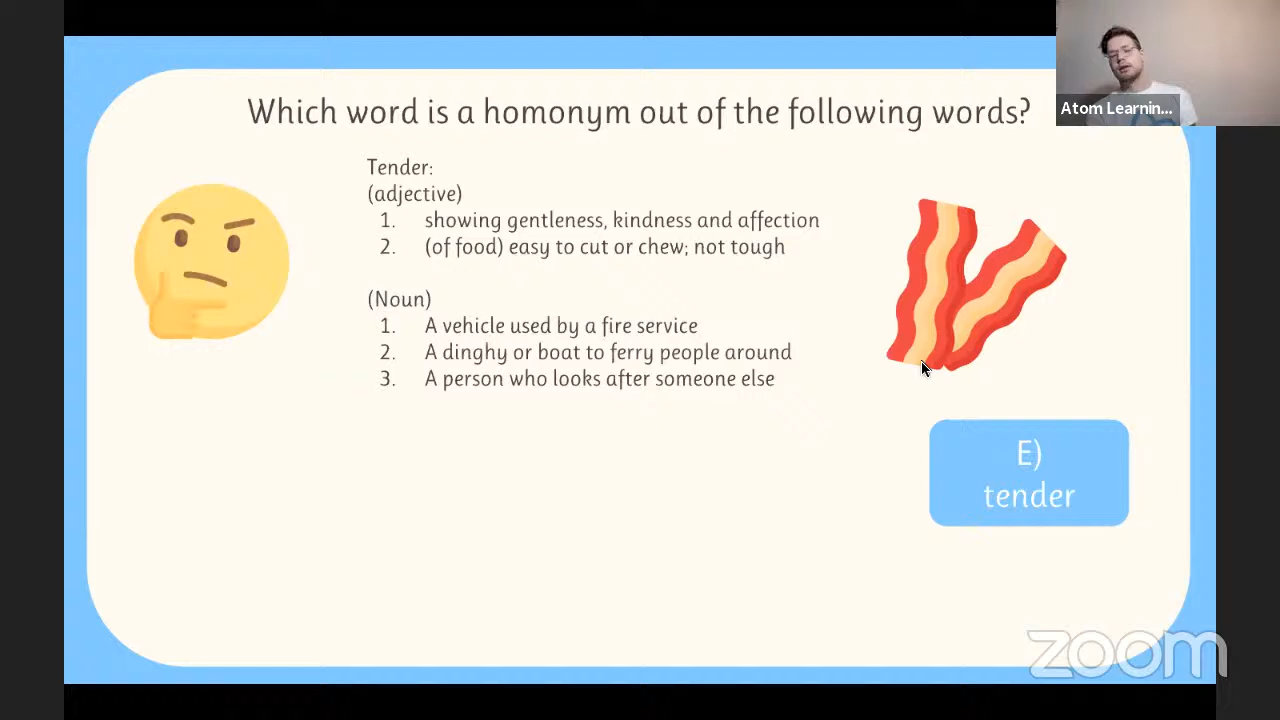 Which word is a homonym out of the following words?
Atom Learnin...
Tender:
(adjective)
1. showing gentleness, kindness and affection
2. (of food) easy to cut or chew; not tough
(Noun)
1. A vehicle used by a fire service
2. A dinghy or boat to ferry people around
3. A person who looks after someone else
E)
tender
zoom